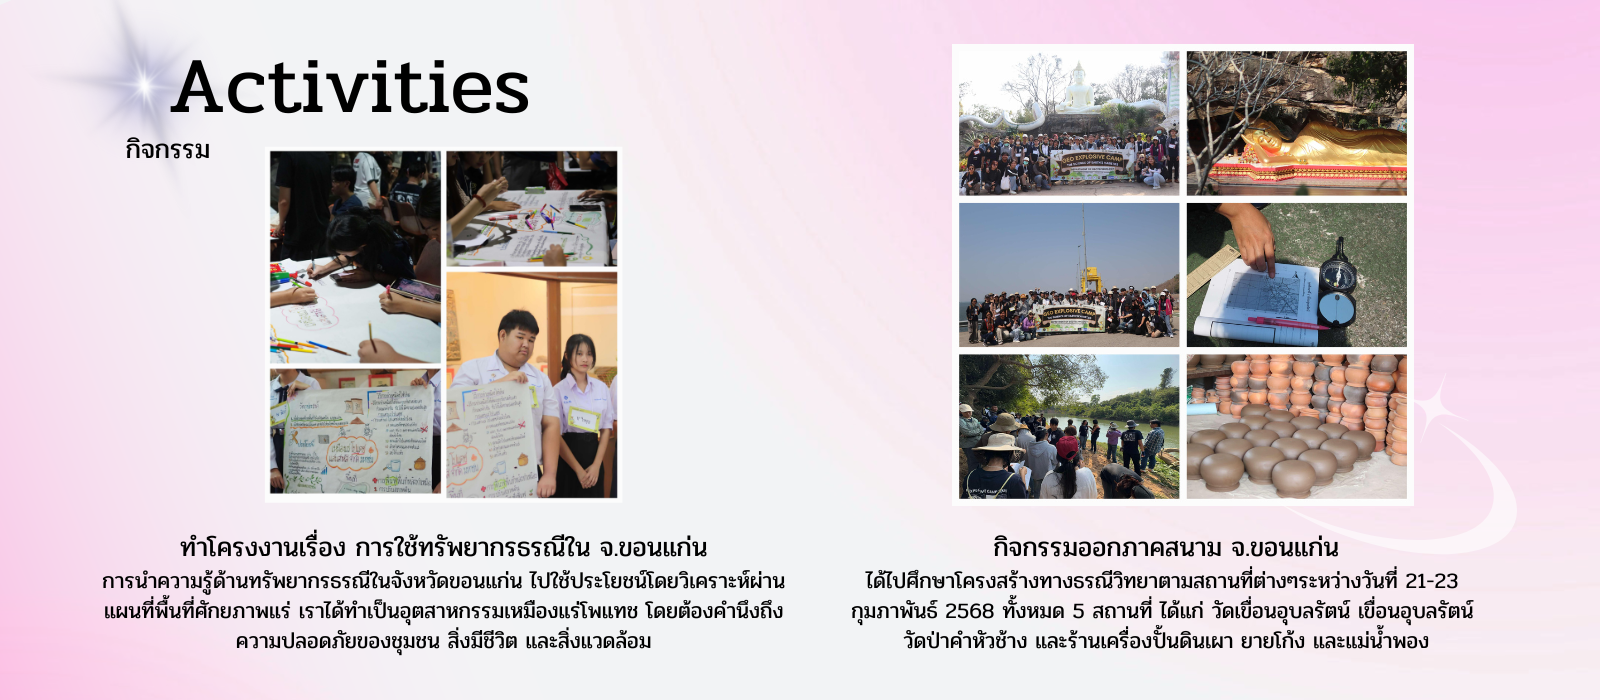 Activities
กิจกรรม
ทำโครงงานเรื่อง การใช้ทรัพยากรธรณีใน จ.ขอนแก่น
การนำความรู้ด้านทรัพยากรธรณีในจังหวัดขอนแก่น ไปใช้ประโยชน์โดยวิเคราะห์ผ่าน
แผนที่พื้นที่ศักยภาพแร่ เราได้ทำเป็นอุตสาหกรรมเหมืองแร่โพแทช โดยต้องคำนึงถึง
ความปลอดภัยของชุมชน สิ่งมีชีวิต และสิ่งแวดล้อม
GEO EXPLOSIVE CAMP
GEO EXPLOSIVE CAMP
กิจกรรมออกภาคสนาม จ.ขอนแก่น
ได้ไปศึกษาโครงสร้างทางธรณีวิทยาตามสถานที่ต่างๆระหว่างวันที่ 21-23
กุมภาพันธ์ 2568 ทั้งหมด 5 สถานที่ ได้แก่ วัดเขื่อนอุบลรัตน์ เขื่อนอุบลรัตน์
วัดป่าคำหัวช้าง และร้านเครื่องปั้นดินเผา ยายโก้ง และแม่น้ำพอง